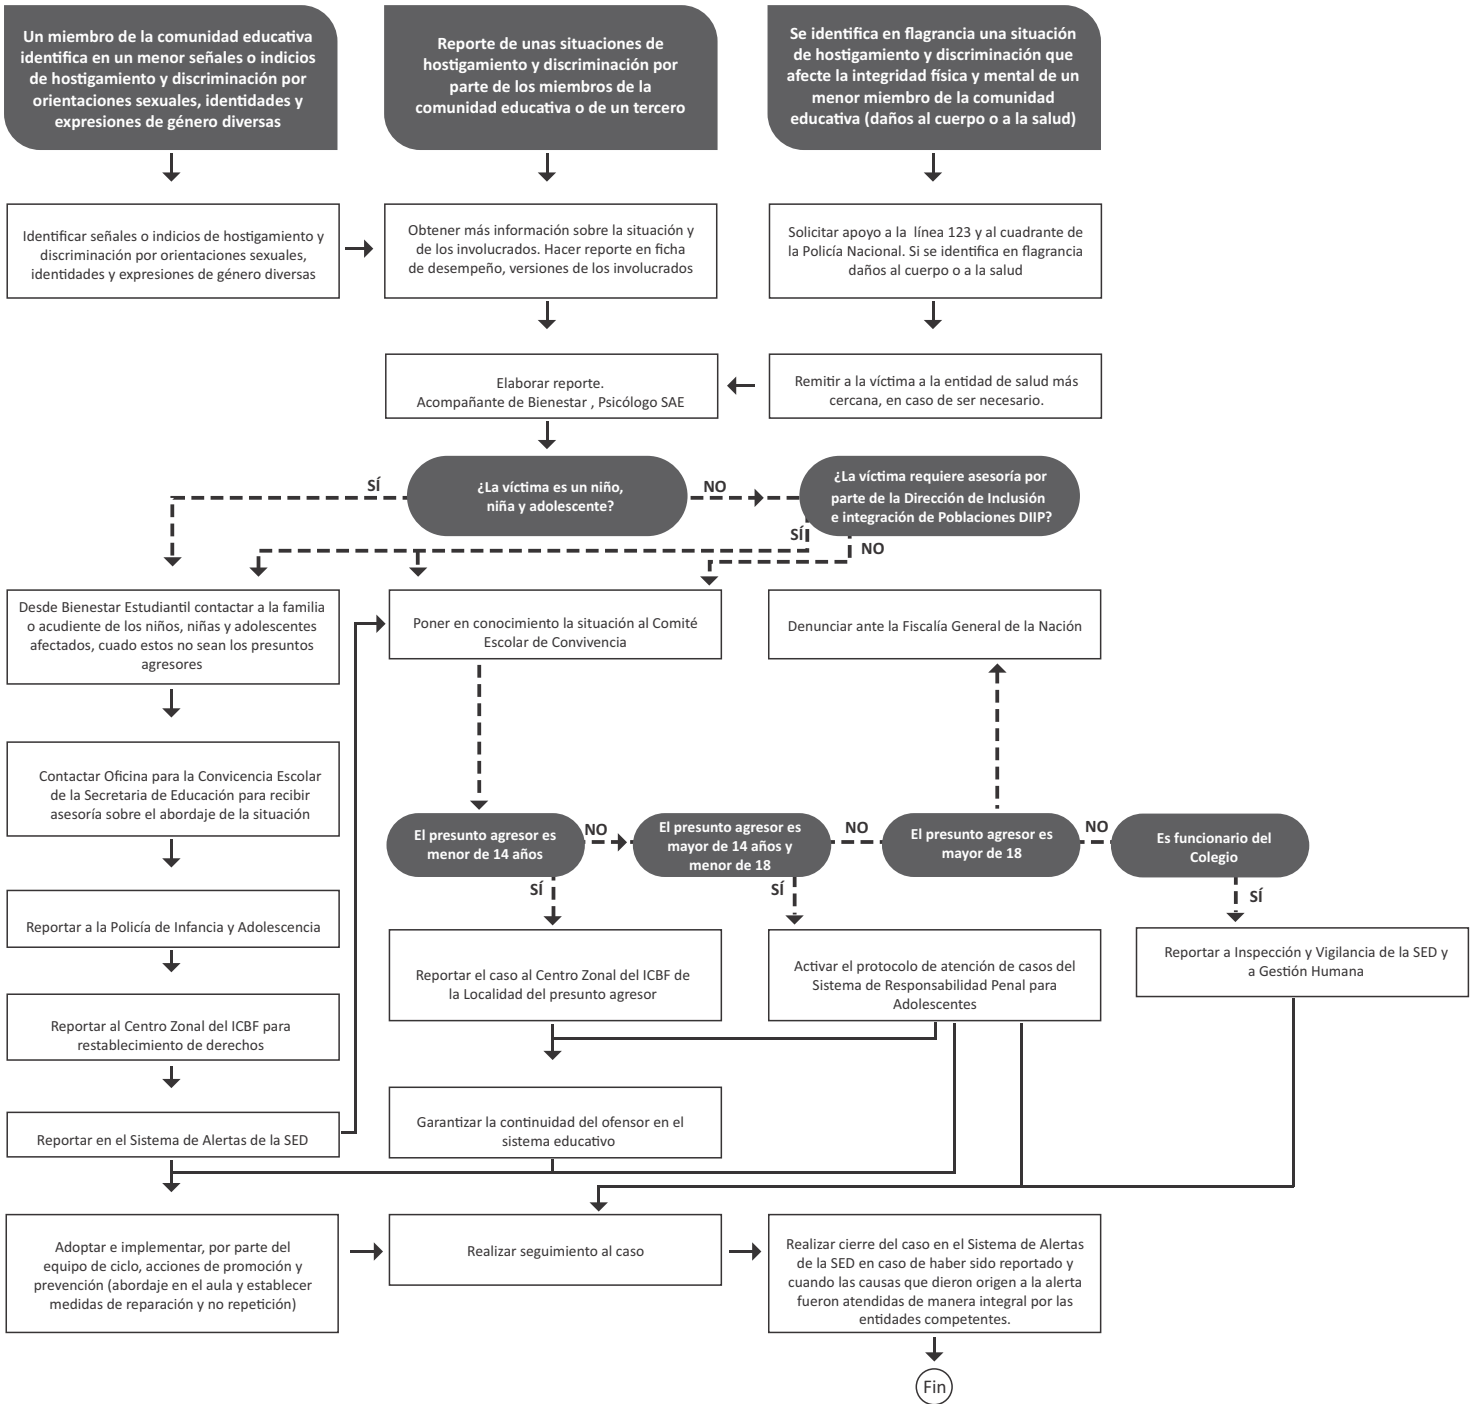 Un miembro de la comunidad educativa
identifica en un menor señales o indicios
de hostigamiento y discriminación por
orientaciones sexuales, identidades y
expresiones de género diversas
Reporte de unas situaciones de
hostigamiento y discriminación por
parte de los miembros de la
comunidad educativa o de un tercero
Se identifica en flagrancia una situación
de hostigamiento y discriminación que
afecte la integridad física y mental de un
menor miembro de la comunidad
educativa (daños al cuerpo o a la salud)
Identificar señales o indicios de hostigamiento y
discriminación por orientaciones sexuales,
identidades y expresiones de género diversas
Obtener más información sobre la situación y
de los involucrados. Hacer reporte en ficha
de desempeño, versiones de los involucrados
Solicitar apoyo a la línea 123 y al cuadrante de
la Policía Nacional. Si se identifica en flagrancia
daños al cuerpo o a la salud
Elaborar reporte.
Acompañante de Bienestar , Psicólogo SAE
Remitir a la víctima a la entidad de salud más
cercana, en caso de ser necesario.
SÍ
¿La víctima es un niño,
niña y adolescente?
NO
¿La víctima requiere asesoría por
parte de la Dirección de Inclusión
e integración de Poblaciones DIIP?
SÍ
NO
Desde Bienestar Estudiantil contactar a la familia
o acudiente de los niños, niñas y adolescentes
afectados, cuado estos no sean los presuntos
agresores
Poner en conocimiento la situación al Comité
Escolar de Convivencia
Denunciar ante la Fiscalía General de la Nación
Contactar Oficina para la Convicencia Escolar
de la Secretaria de Educación para recibir
asesoría sobre el abordaje de la situación
El presunto agresor es
menor de 14 años
NO
El presunto agresor es
mayor de 14 años y
menor de 18
NO
El presunto agresor es
mayor de 18
NO
Es funcionario del
Colegio
SÍ
SÍ
SÍ
Reportar a la Policía de Infancia y Adolescencia
Reportar el caso al Centro Zonal del ICBF de
la Localidad del presunto agresor
Activar el protocolo de atención de casos del
Sistema de Responsabilidad Penal para
Adolescentes
Reportar a Inspección y Vigilancia de la SED y
a Gestión Humana
Reportar al Centro Zonal del ICBF para
restablecimiento de derechos
Reportar en el Sistema de Alertas de la SED
Garantizar la continuidad del ofensor en el
sistema educativo
Adoptar e implementar, por parte del
equipo de ciclo, acciones de promoción y
prevención (abordaje en el aula y establecer
medidas de reparación y no repetición)
Realizar seguimiento al caso
Realizar cierre del caso en el Sistema de Alertas
de la SED en caso de haber sido reportado y
cuando las causas que dieron origen a la alerta
fueron atendidas de manera integral por las
entidades competentes.
Fin